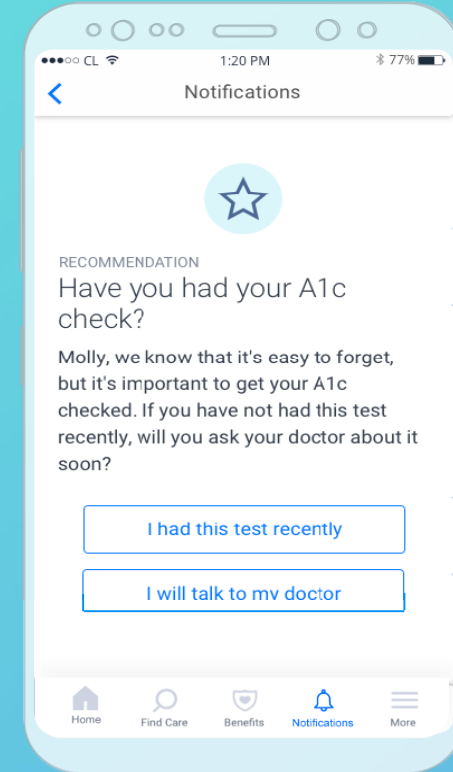 CL 1:20 PM 77%
Notifications
RECOMMENDATION
Have you had your A1c
check?
Molly, we know that it's easy to forget,
but it's important to get your A1c
checked. If you have not had this test
recently, will you ask your doctor about it
soon?
I had this test recently
I will talk to my doctor
Home Find Care Benefits Notifications More